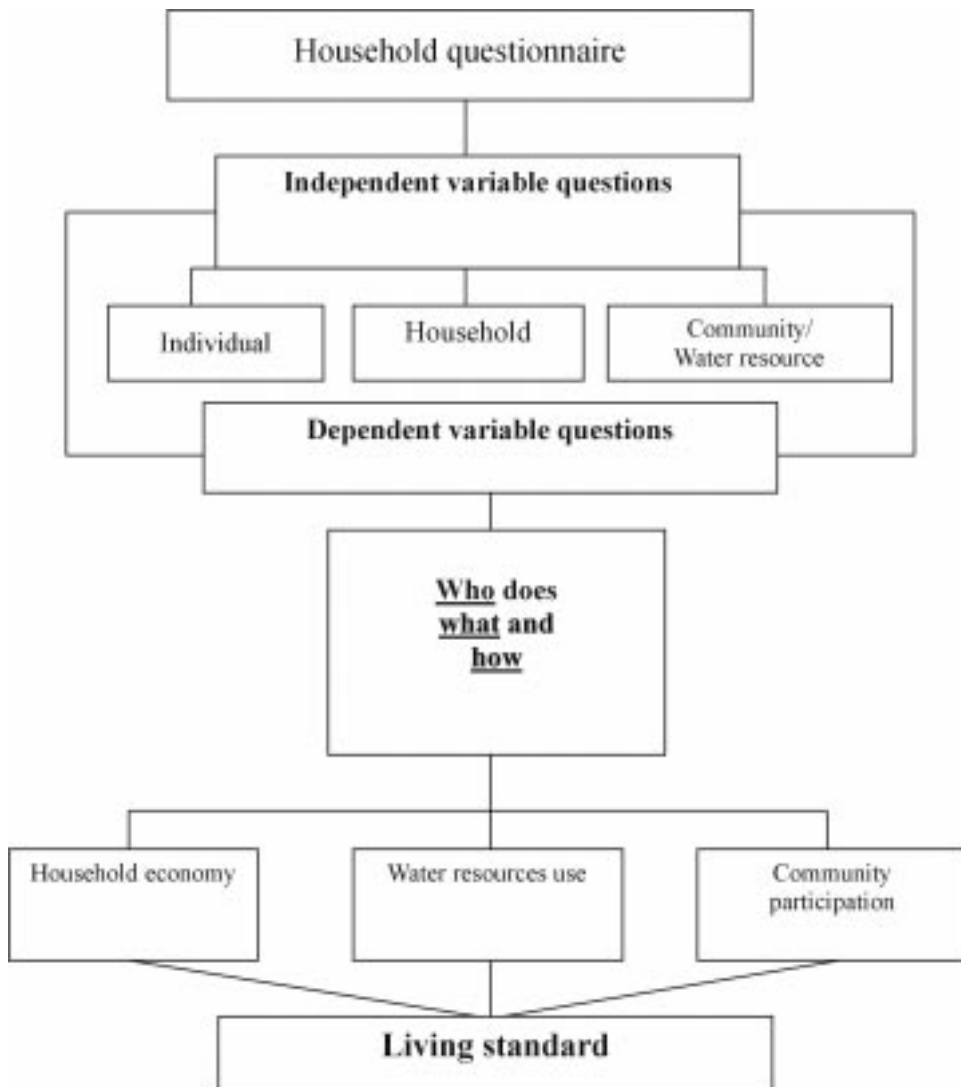 Household questionnaire
Independent variable questions
Individual
Household
Community/
Water resource
Dependent variable questions
Who does
what and
how
Household economy
Water resources use
Community
participation
Living standard